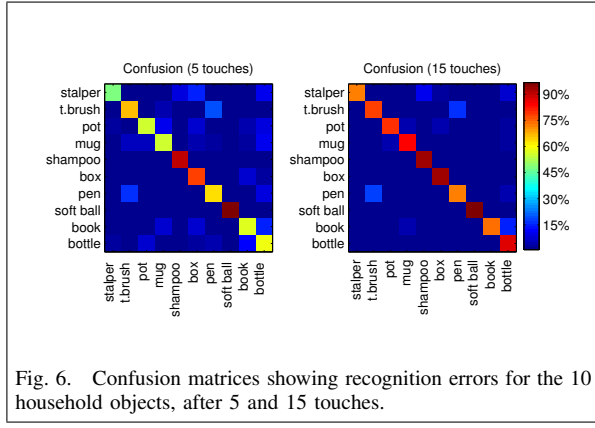 Confusion (5 touches)
stalper
t.brush
pot
mug
shampoo
box
pen
soft ball
book
bottle
stalper
t.brush
pot
mug
shampoo
box
pen
soft ball
book
bottle
Confusion (15 touches)
stalper
t.brush
pot
mug
shampoo
box
pen
soft ball
book
bottle
stalper
t.brush
pot
mug
shampoo
box
pen
soft ball
book
bottle
90%
75%
60%
45%
30%
15%
Fig. 6. Confusion matrices showing recognition errors for the 10
household objects, after 5 and 15 touches.